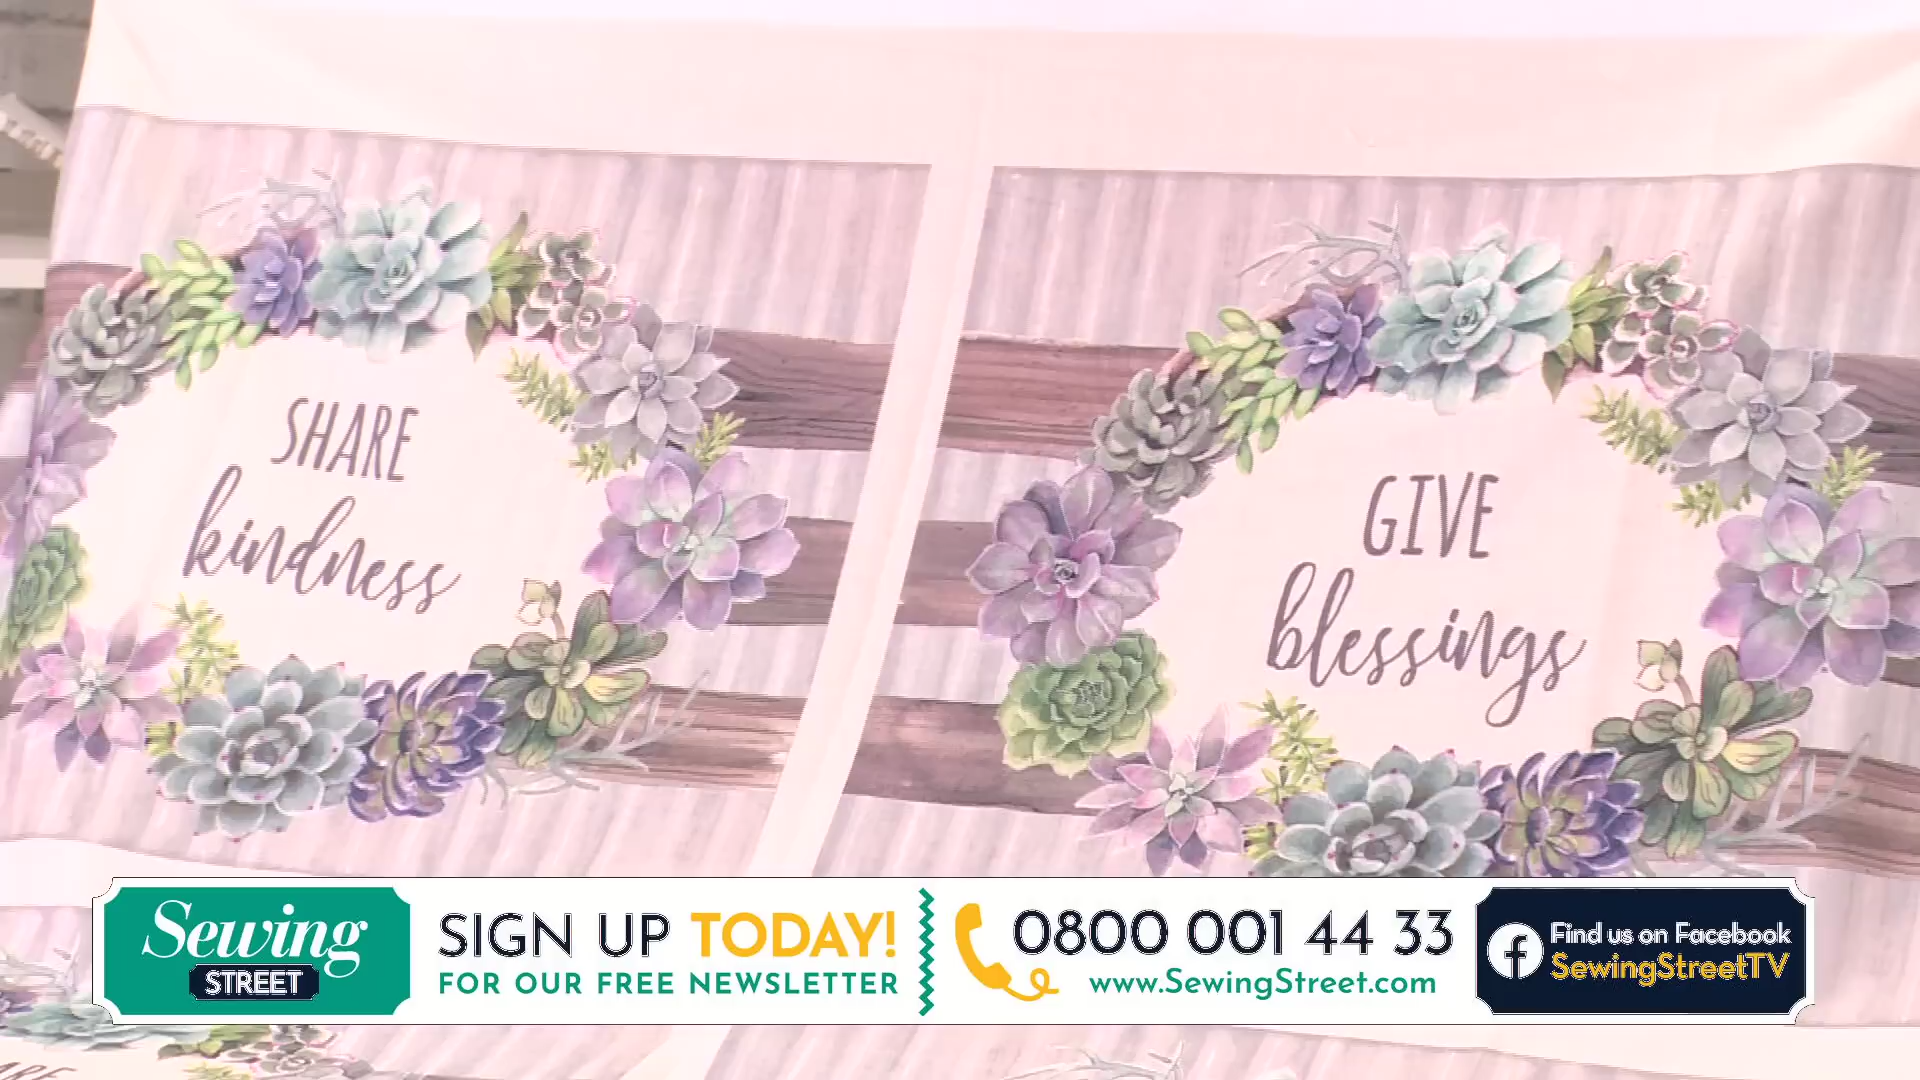 SHARE
kindness
GIVE
blessings
Sewing
STREET
SIGN UP TODAY!
FOR OUR FREE NEWSLETTER
0800 001 44 33
www.SewingStreet.com
Find us on Facebook
SewingStreetTV